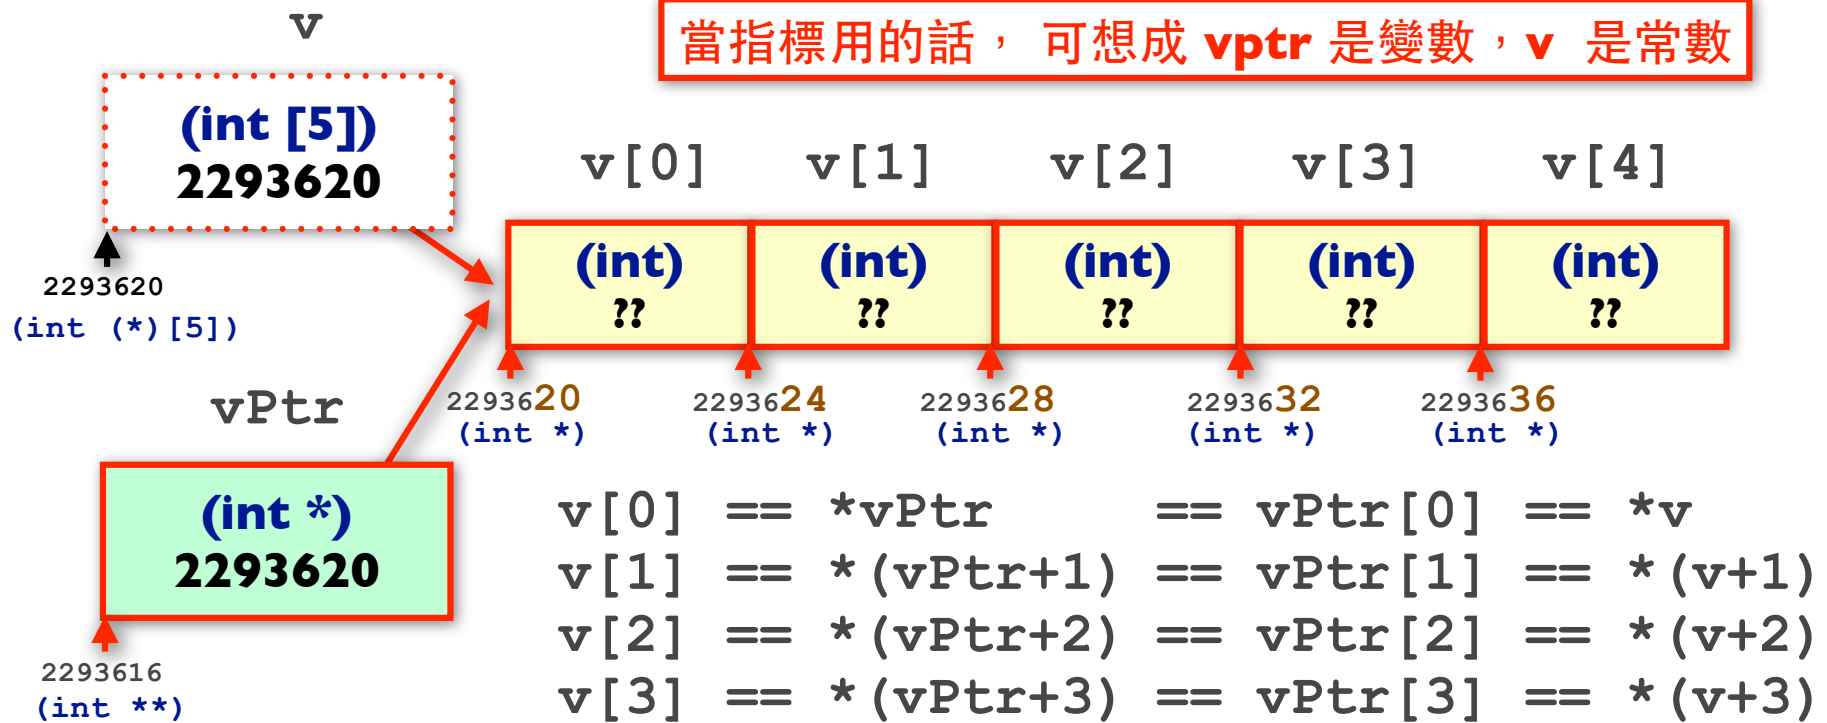 v
當指標用的話， 可想成 vptr 是變數，v 是常數
(int [5])
2293620
v[0] v[1] v[2] v[3] v[4]
(int) (int) (int) (int) (int)
?? ?? ?? ?? ??
2293620
(int (*)[5])
vPtr
2293620 2293624 2293628 2293632 2293636
(int *) (int *) (int *) (int *) (int *)
(int *)
2293620
2293616
(int **)
v[0] == *vPtr == vPtr[0] == *v
v[1] == *(vPtr+1) == vPtr[1] == *(v+1)
v[2] == *(vPtr+2) == vPtr[2] == *(v+2)
v[3] == *(vPtr+3) == vPtr[3] == *(v+3)